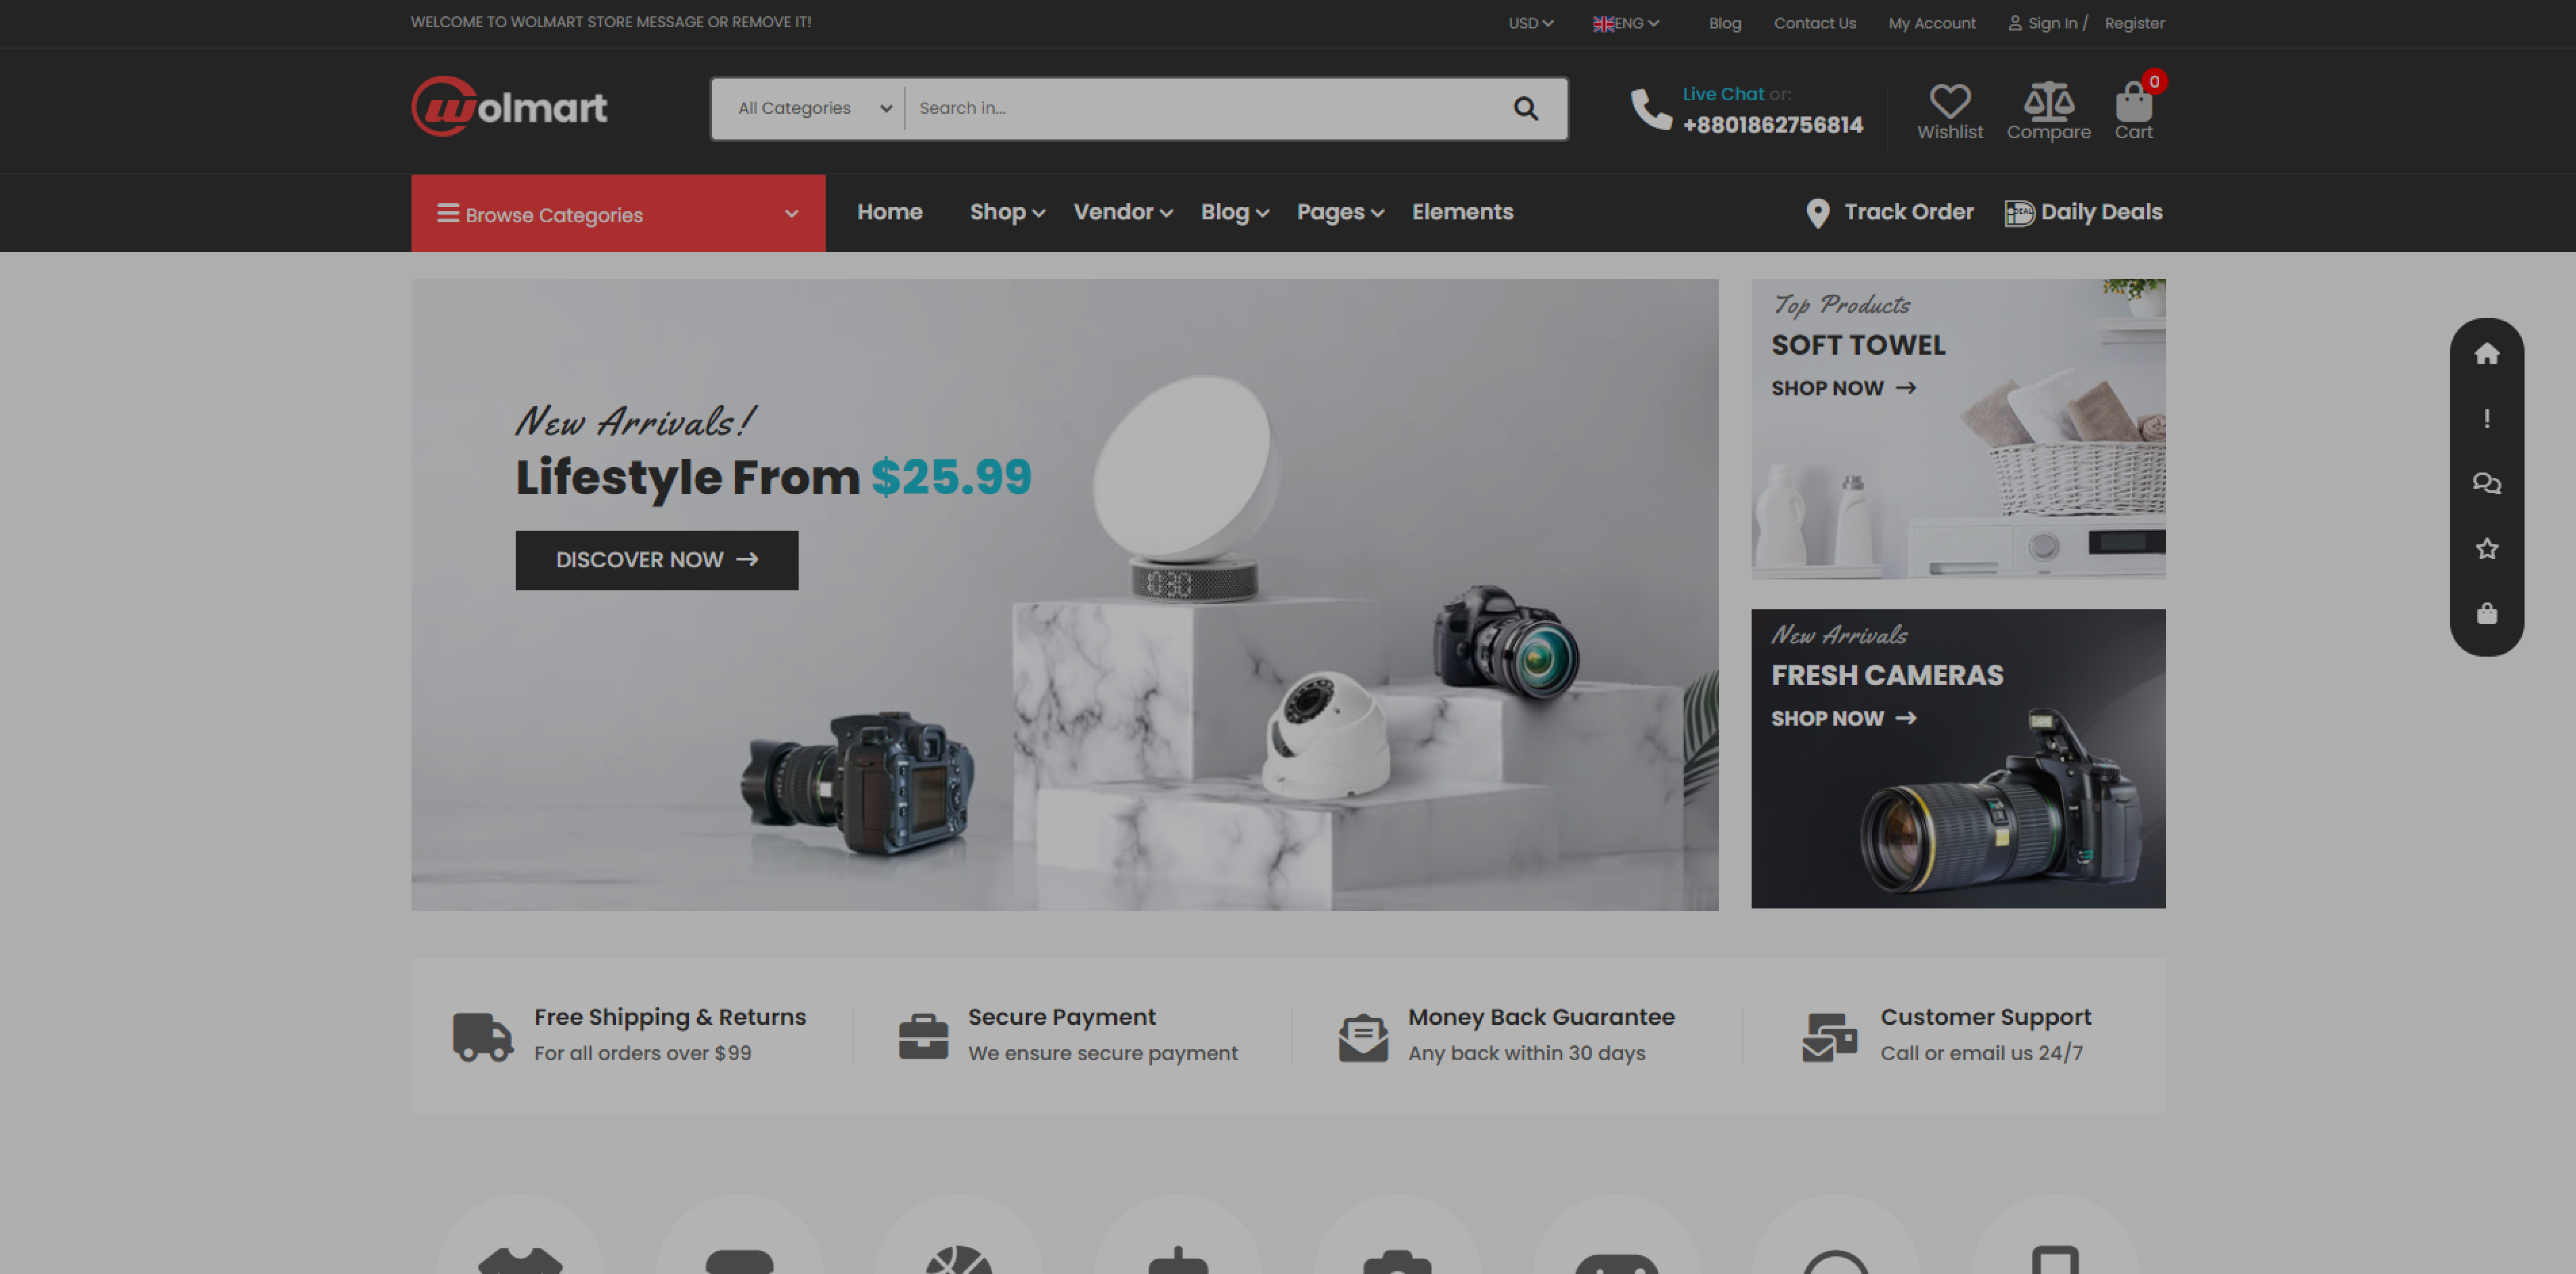 WELCOME TO WOLMART STORE MESSAGE OR REMOVE IT!
USD
ENG
Blog
Contact Us
My Account
Sign In /
Register
Wolmart
All Categories
Search in...
Live Chat or:
+8801862756814
Wishlist
Compare
0
Cart
Browse Categories
Home
Shop
Vendor
Blog
Pages
Elements
Track Order
DEAL
Daily Deals
New Arrivals!
Lifestyle From $25.99
DISCOVER NOW
Top Products
SOFT TOWEL
SHOP NOW
New Arrivals
FRESH CAMERAS
SHOP NOW
Free Shipping & Returns
For all orders over $99
Secure Payment
We ensure secure payment
Money Back Guarantee
Any back within 30 days
Customer Support
Call or email us 24/7